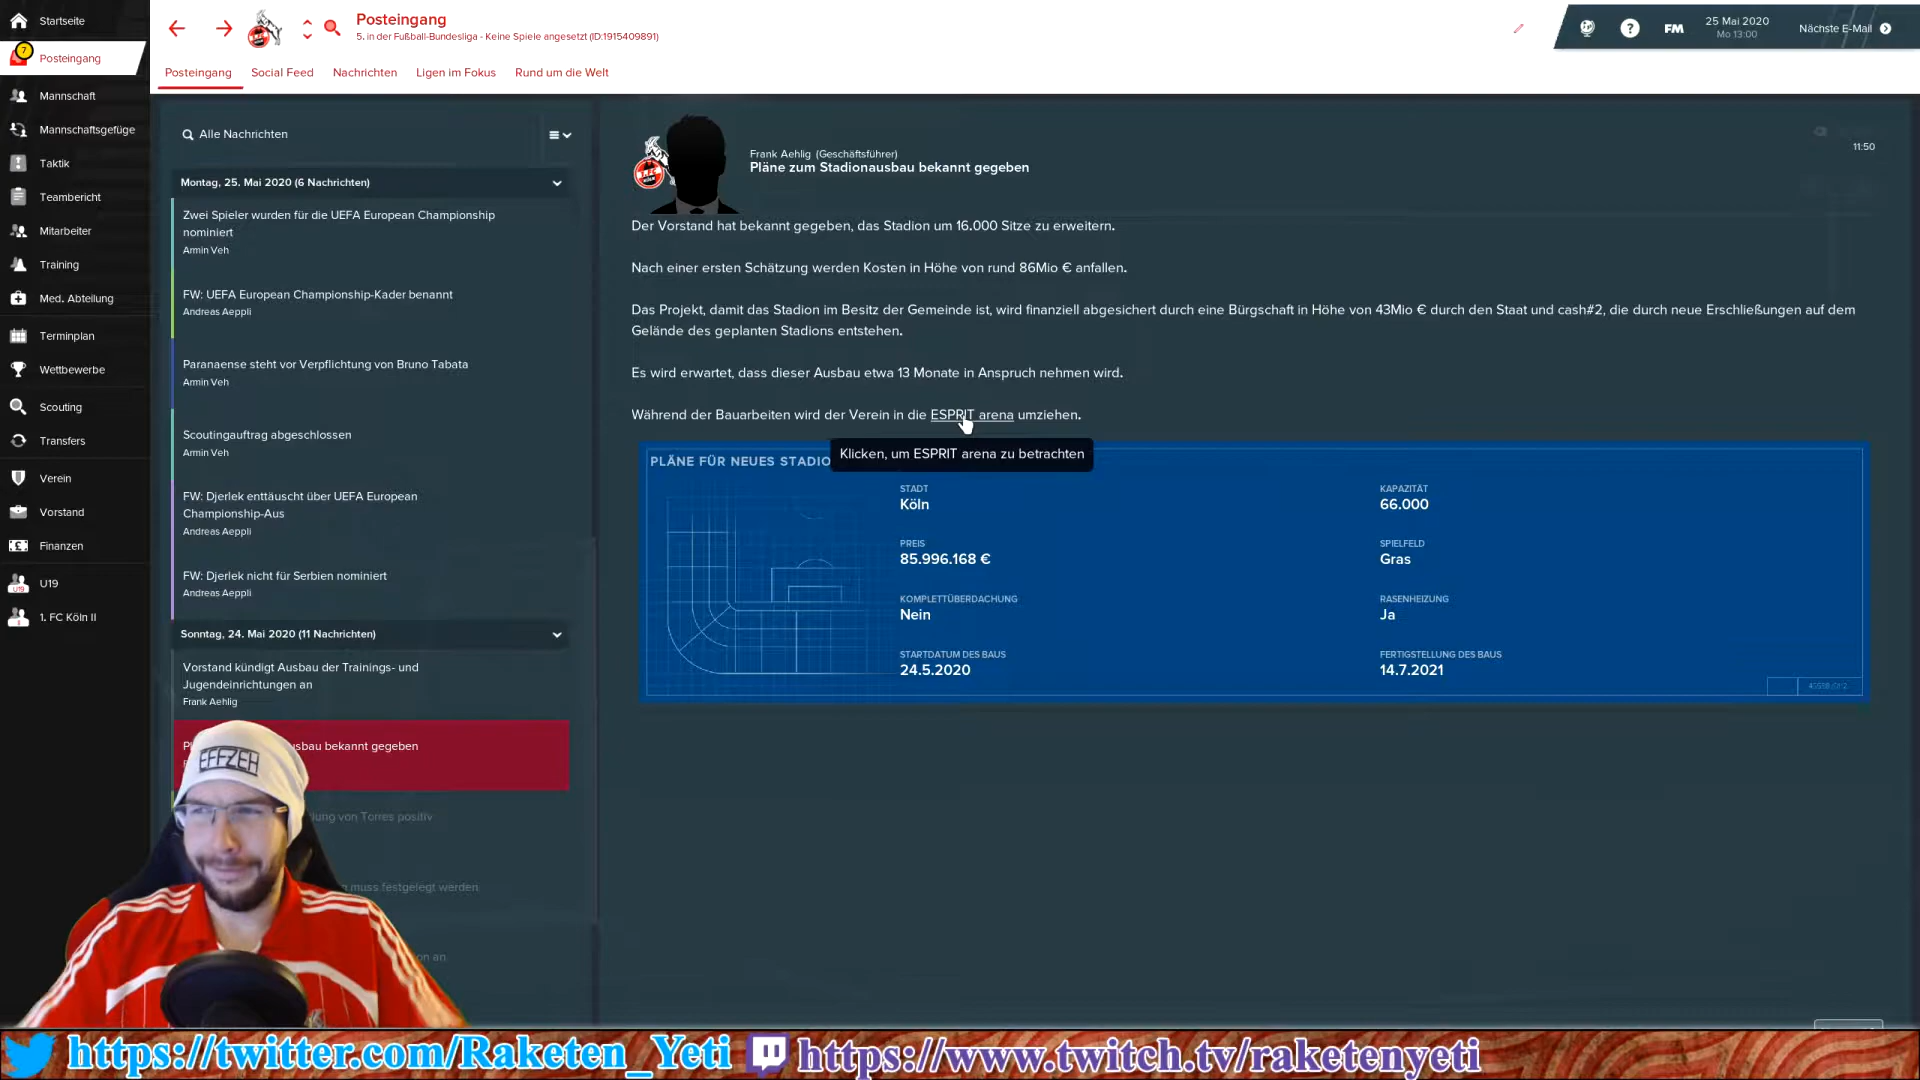 Startseite
7
Posteingang
Mannschaft
Mannschaftsgefüge
Taktik
Teambericht
Mitarbeiter
Training
Med. Abteilung
Terminplan
Wettbewerbe
Scouting
Transfers
Verein
Vorstand
Finanzen
U19
1. FC Köln II
Posteingang
5. in der Fußball-Bundesliga - Keine Spiele angesetzt (ID:1915409891)
FM
25 Mai 2020
Mo 13:00
Nächste E-Mail
Posteingang
Social Feed
Nachrichten
Ligen im Fokus
Rund um die Welt
Alle Nachrichten
Montag, 25. Mai 2020 (6 Nachrichten)
Zwei Spieler wurden für die UEFA European Championship
nominiert
Armin Veh
FW: UEFA European Championship-Kader benannt
Andreas Aeppli
Paranaense steht vor Verpflichtung von Bruno Tabata
Armin Veh
Scoutingauftrag abgeschlossen
Armin Veh
FW: Djerlek enttäuscht über UEFA European
Championship-Aus
Andreas Aeppli
FW: Djerlek nicht für Serbien nominiert
Andreas Aeppli
Sonntag, 24. Mai 2020 (11 Nachrichten)
Vorstand kündigt Ausbau der Trainings- und
Jugendeinrichtungen an
Frank Aehlig
usbau bekannt gegeben
lung von Torres positiv
muss festgelegt werden
on an
EFFZEH
Frank Aehlig (Geschäftsführer)
Pläne zum Stadionausbau bekannt gegeben
11:50
Der Vorstand hat bekannt gegeben, das Stadion um 16.000 Sitze zu erweitern.
Nach einer ersten Schätzung werden Kosten in Höhe von rund 86Mio € anfallen.
Das Projekt, damit das Stadion im Besitz der Gemeinde ist, wird finanziell abgesichert durch eine Bürgschaft in Höhe von 43Mio € durch den Staat und cash#2, die durch neue Erschließungen auf dem
Gelände des geplanten Stadions entstehen.
Es wird erwartet, dass dieser Ausbau etwa 13 Monate in Anspruch nehmen wird.
Während der Bauarbeiten wird der Verein in die ESPRIT arena umziehen.
Klicken, um ESPRIT arena zu betrachten
PLÄNE FÜR NEUES STADIO
STADT
Köln
KAPAZITÄT
66.000
PREIS
85.996.168 €
SPIELFELD
Gras
KOMPLETTÜBERDACHUNG
Nein
RASENHEIZUNG
Ja
STARTDATUM DES BAUS
24.5.2020
FERTIGSTELLUNG DES BAUS
14.7.2021
https://twitter.com/Raketen_Yeti
https://www.twitch.tv/raketenyeti